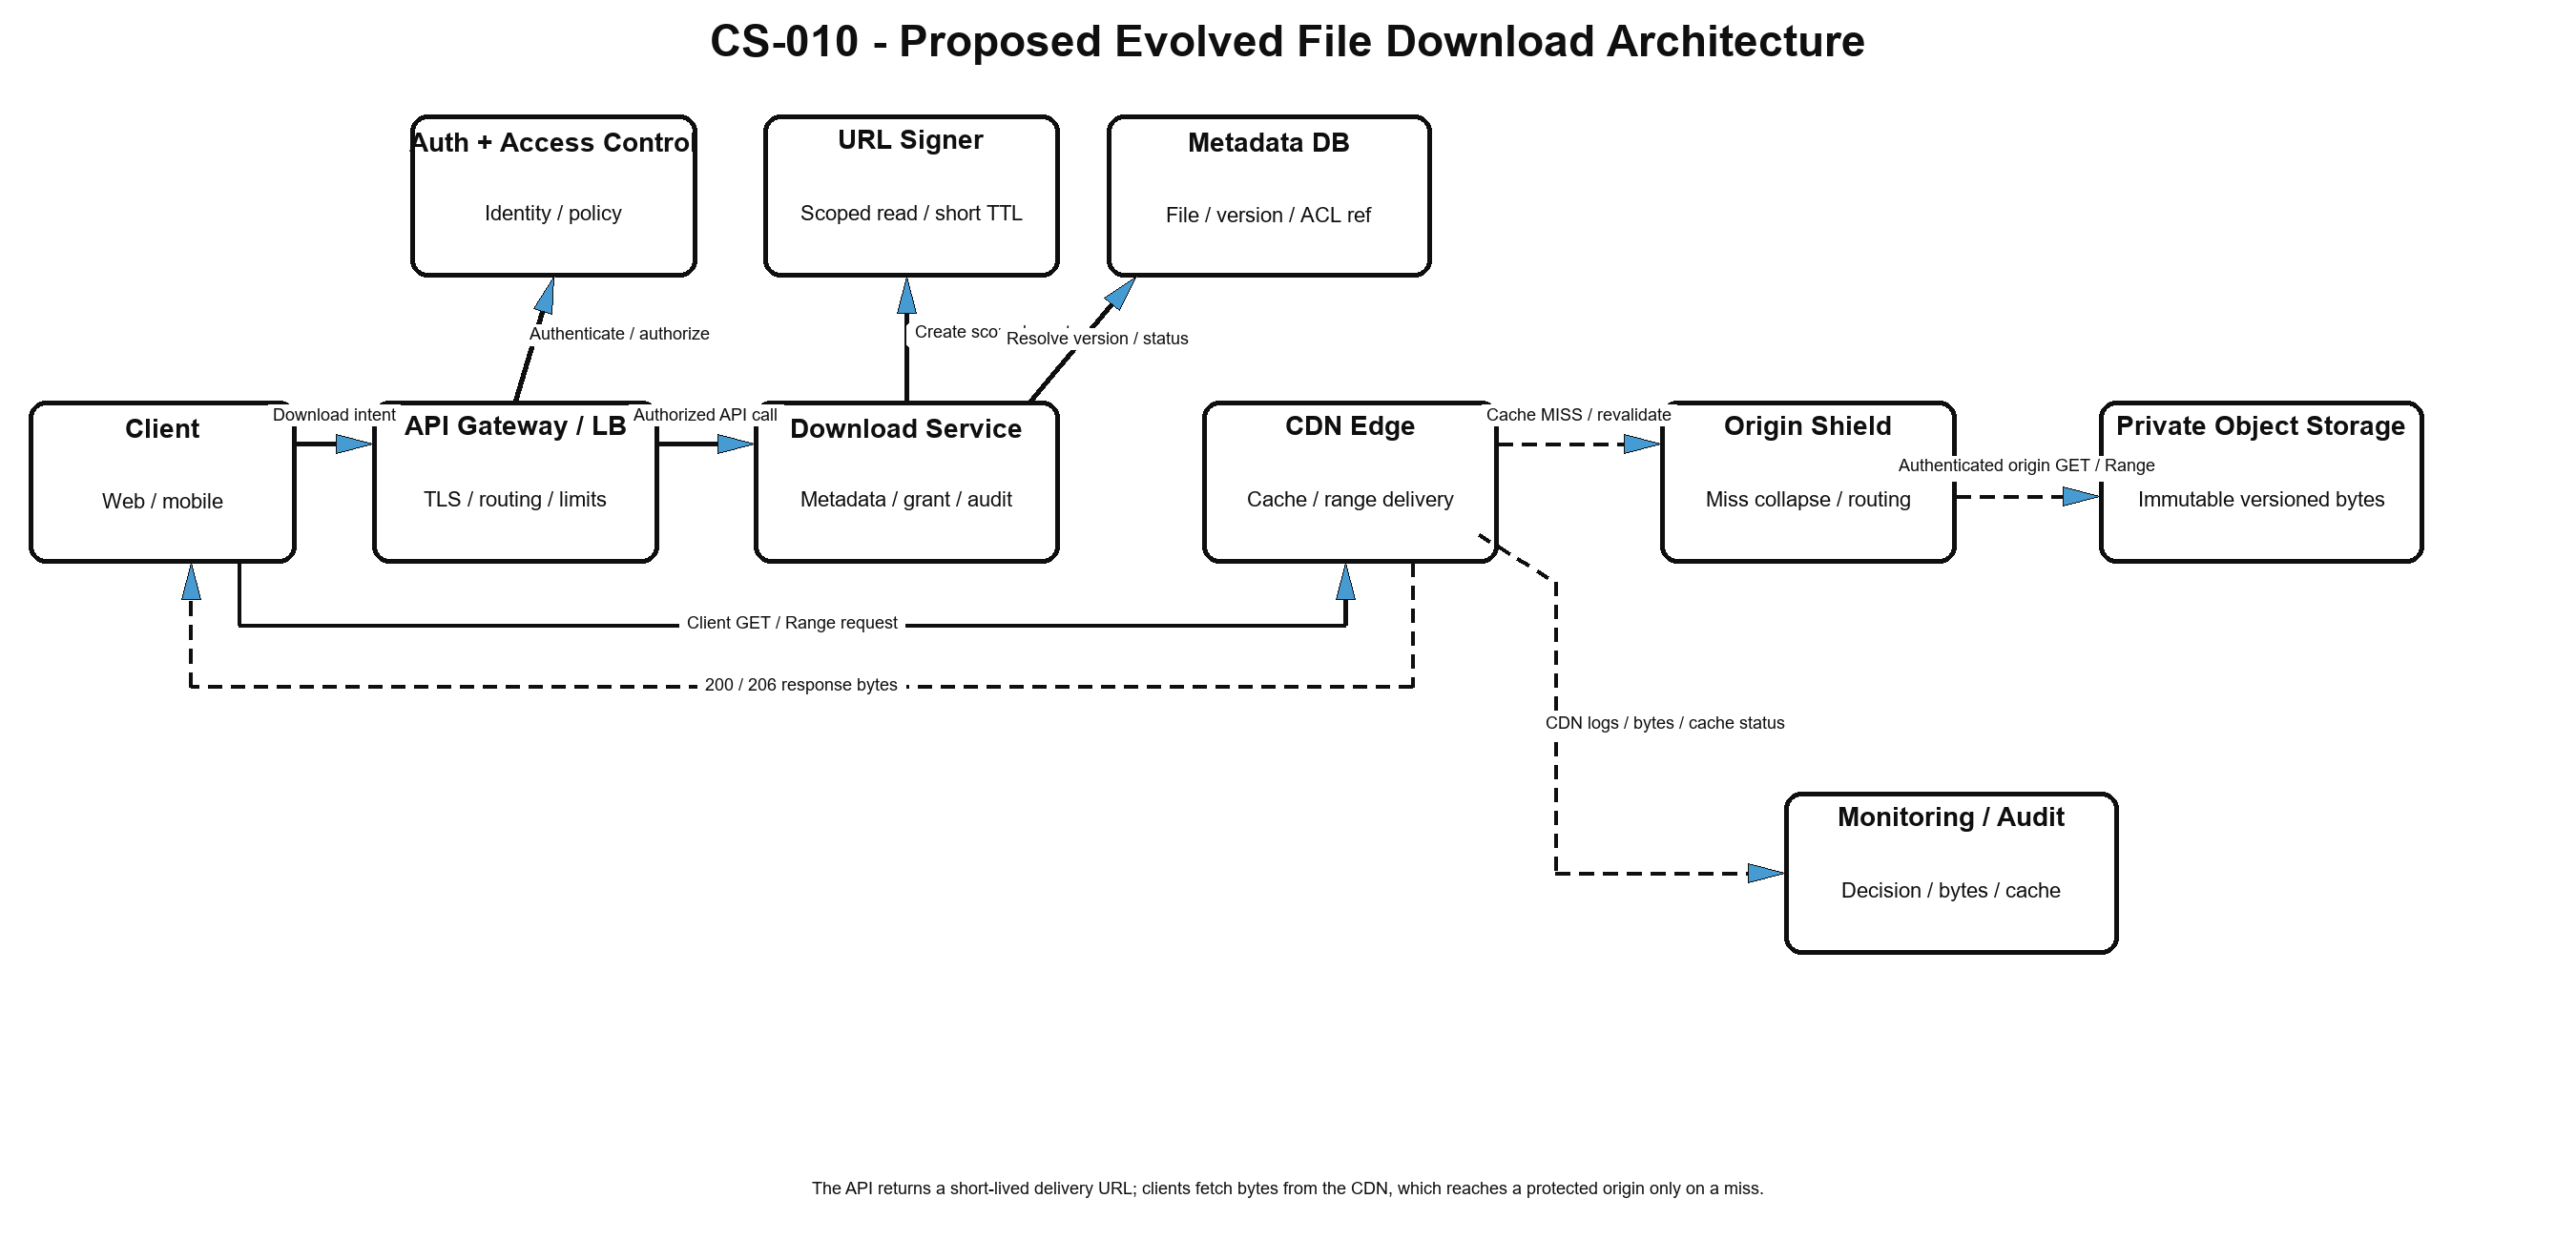 CS-010 - Proposed Evolved File Download Architecture
Auth + Access Control
Identity / policy
URL Signer
Scoped read / short TTL
Metadata DB
File / version / ACL ref
Authenticate / authorize
Create
Resolve version / status
Client
Web / mobile
Download intent
API Gateway / LB
TLS / routing / limits
Authorized API call
Download Service
Metadata / grant / audit
CDN Edge
Cache / range delivery
Cache MISS / revalidate
Origin Shield
Miss collapse / routing
Authenticated origin GET / Range
Private Object Storage
Immutable versioned bytes
Client GET / Range request
200 / 206 response bytes
CDN logs / bytes / cache status
Monitoring / Audit
Decision / bytes / cache
The API returns a short-lived delivery URL; clients fetch bytes from the CDN, which reaches a protected origin only on a miss.